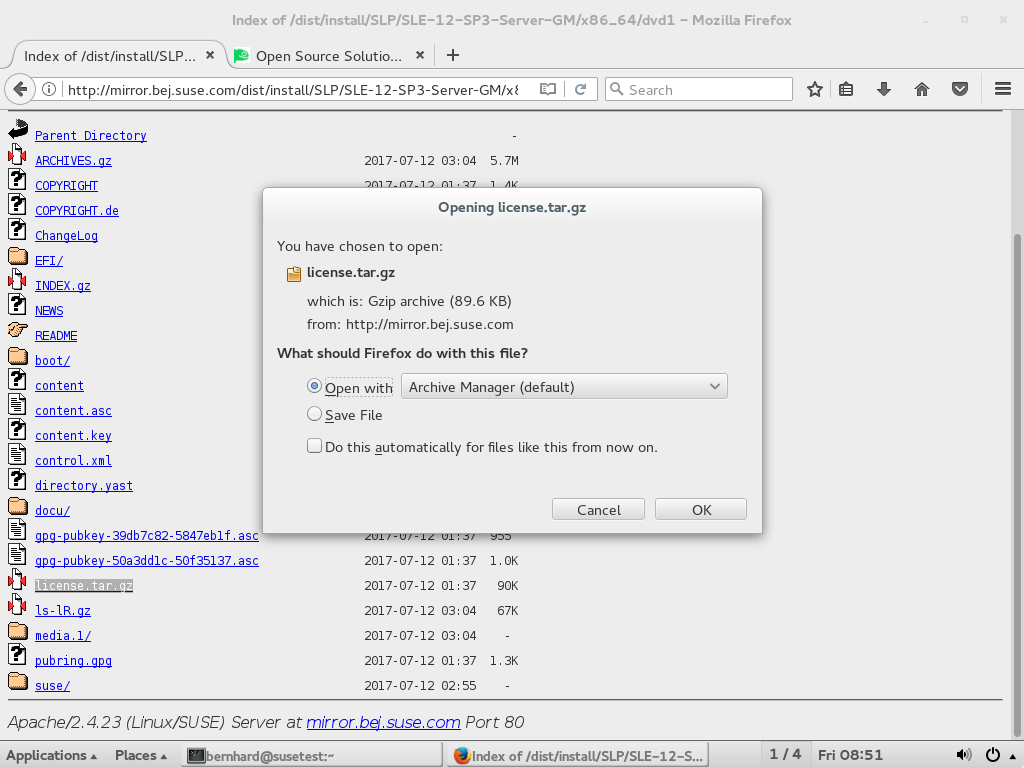 Index of /dist/install/SLP/SLE-12-SP3-Server-GM/x86_64/dvd1 – Mozilla Firefox
Index of /dist/install/SLP... Open Source Solutio...
http://mirror.bej.suse.com/dist/install/SLP/SLE-12-SP3-Server-GM/x8 Search
Parent Directory -
ARCHIVES.gz 2017-07-12 03:04 5.7M
COPYRIGHT 2017-07-12 01:37 1.4K
COPYRIGHT.de
ChangeLog
EFI/
INDEX.gz
NEWS
README
boot/
content
content.asc
content.key
control.xml
directory.yast
docu/
gpg-pubkey-39db7c82-5847eb1f.asc 2017-07-12 01:37 955
gpg-pubkey-50a3dd1c-50f35137.asc 2017-07-12 01:37 1.0K
license.tar.gz 2017-07-12 01:37 90K
ls-lR.gz 2017-07-12 03:04 67K
media.1/ 2017-07-12 03:04 -
pubring.gpg 2017-07-12 01:37 1.3K
suse/ 2017-07-12 02:55 -
Apache/2.4.23 (Linux/SUSE) Server at mirror.bej.suse.com Port 80
Opening license.tar.gz
You have chosen to open:
license.tar.gz
which is: Gzip archive (89.6 KB)
from: http://mirror.bej.suse.com
What should Firefox do with this file?
Open with Archive Manager (default)
Save File
Do this automatically for files like this from now on.
Cancel OK
Applications Places bernhard@susetest:~ Index of /dist/install/SLP/SLE-12-S... 1 / 4 Fri 08:51